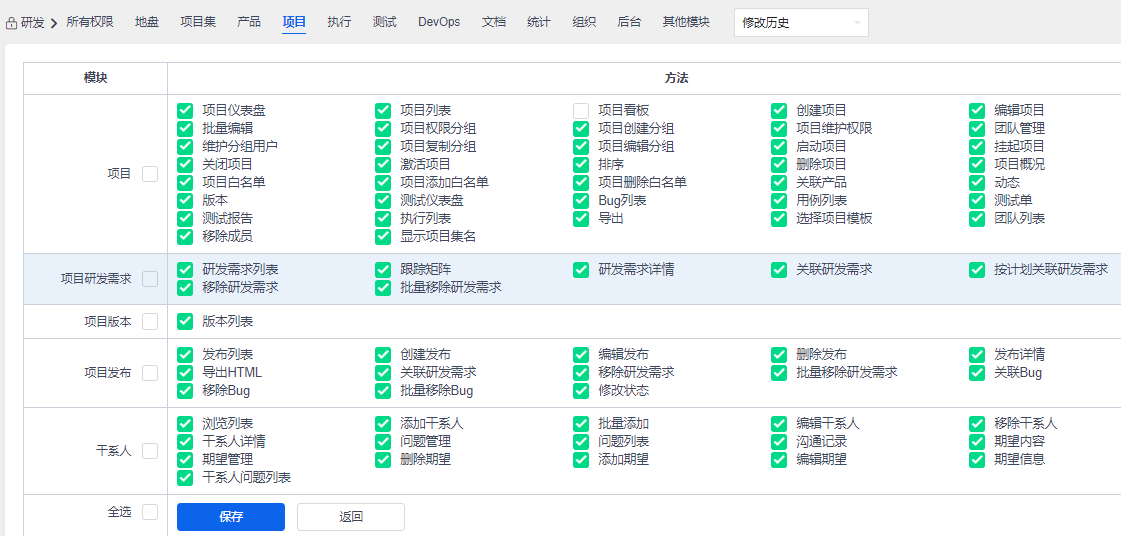 研发 所有权限 地盘 项目集 产品 项目 执行 测试 DevOps 文档 统计 组织 后台 其他模块 修改历史
模块 方法
项目仪表盘 项目列表 项目看板 创建项目 编辑项目
批量编辑 项目权限分组 项目创建分组 项目维护权限 团队管理
维护分组用户 项目复制分组 项目编辑分组 启动项目 挂起项目
关闭项目 激活项目 排序 删除项目 项目概况
项目
项目白名单 项目添加白名单 项目删除白名单 关联产品 动态
版本 测试仪表盘 Bug列表 用例列表 测试单
测试报告 执行列表 导出 选择项目模板 团队列表
移除成员 显示项目集名
研发需求列表 跟踪矩阵 研发需求详情 关联研发需求 按计划关联研发需求
项目研发需求
移除研发需求 批量移除研发需求
项目版本 版本列表
发布列表 创建发布 编辑发布 删除发布 发布详情
项目发布 导出HTML 关联研发需求 移除研发需求 批量移除研发需求 关联Bug
移除Bug 批量移除Bug 修改状态
浏览列表 添加干系人 批量添加 编辑干系人 移除干系人
干系人详情 问题管理 问题列表 沟通记录 期望内容
干系人
期望管理 删除期望 添加期望 编辑期望 期望信息
干系人问题列表
全选 保存 返回